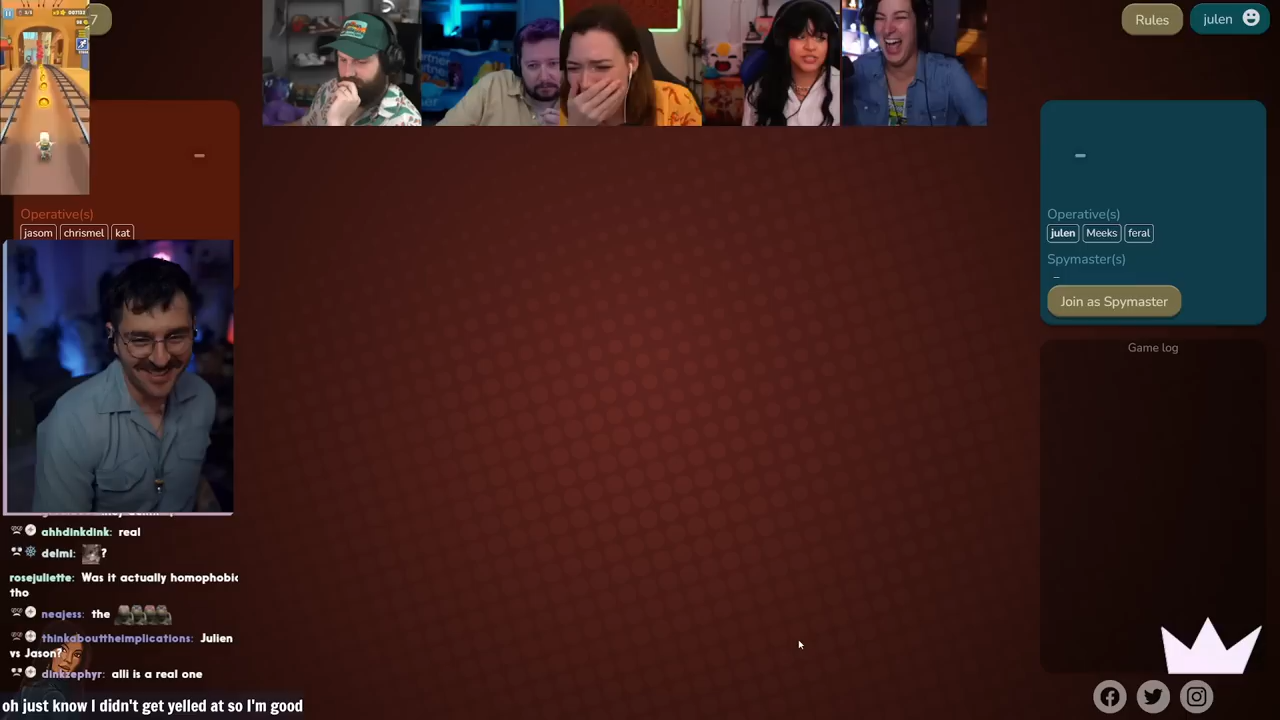 7
Rules
julen
Operative(s)
jasom
chrismel
kat
Operative(s)
julen
Meeks
feral
Spymaster(s)
–
Join as Spymaster
Game log
ahhdinkdink: real
delmi: ?
rosejuliette: Was it actually homophobic
tho
neajess: the
thinkabouttheimplications: Julien
vs Jason?
dinkzephyr: alli is a real one
oh just know I didn't get yelled at so I'm good